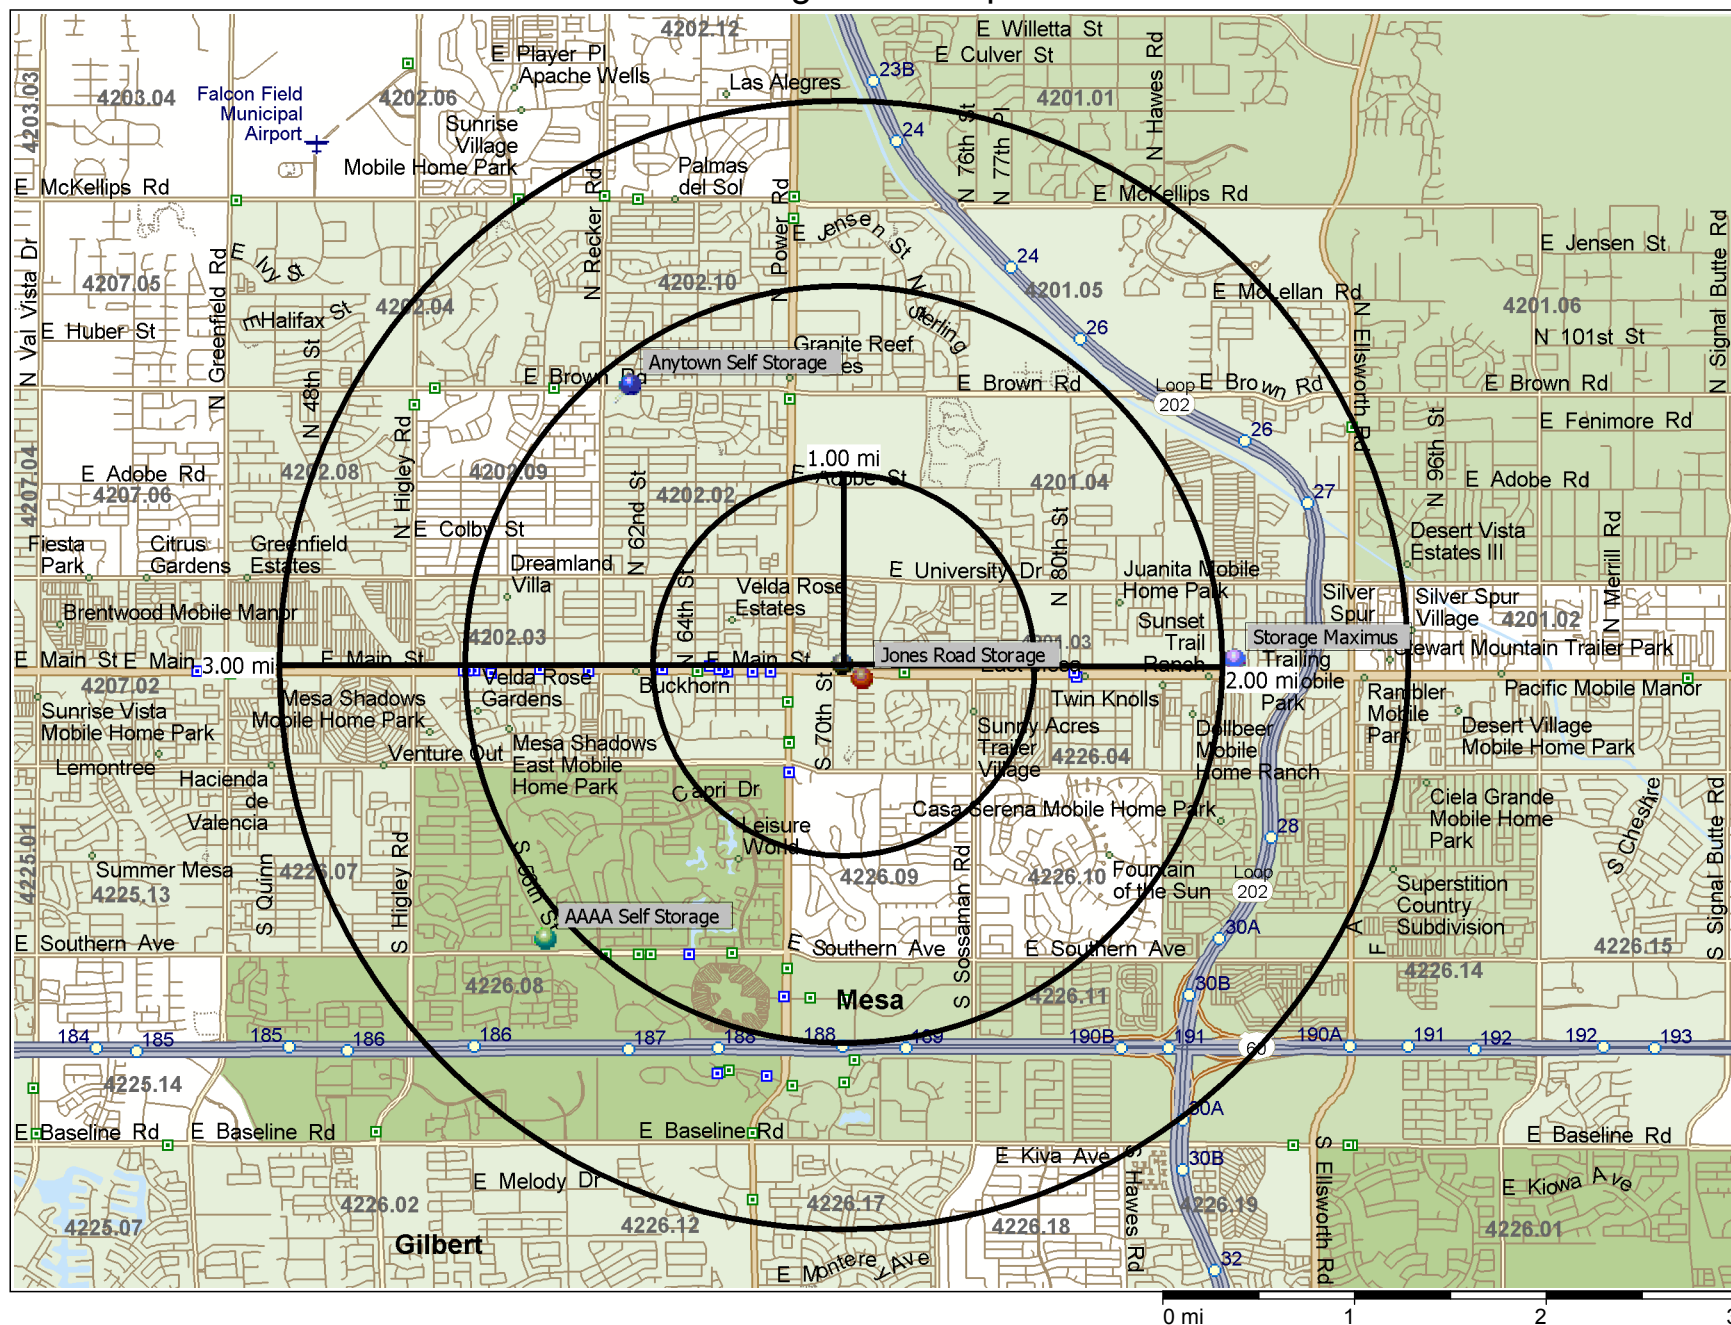 4202.12
E Willetta St
E Player Pl
E Culver St
23B
Apache Wells
Las Alegres
4203.03
4203.04
Falcon Field
Municipal
Airport
4202.06
4201.01
N Hawes Rd
Sunrise
Village
Mobile Home Park
24
N 76th St
N 77th Pl
Palmas
del Sol
E McKellips Rd
E McKellips Rd
N Recker Rd
N Power Rd
E Jensen St
E Jensen St
N Val Vista Dr
N Greenfield Rd
E Ivy St
4207.05
4202.04
4202.10
24
4201.05
E McLellan Rd
4201.06
N Signal Butte Rd
E Halifax St
E Huber St
N Sterling St
26
N 101st St
N Ellsworth Rd
Granite Reef
Anytown Self Storage
E Brown Rd
E Brown Rd
Loop
202
E Brown Rd
E Brown Rd
N 48th St
N Higley Rd
26
E Fenimore Rd
N 96th St
1.00 mi
E Adobe St
E Adobe Rd
E Adobe Rd
4207.04
4207.06
4202.08
4202.09
4202.02
4201.04
27
E Colby St
N 62nd St
N 80th St
Desert Vista
Estates III
N Merrill Rd
Fiesta
Park
Citrus
Gardens
Greenfield
Estates
Dreamland
Villa
N 64th St
Velda Rose
Estates
E University Dr
Juanita Mobile
Home Park
Silver
Spur
Silver Spur
Village
4201.02
Brentwood Mobile Manor
4202.03
Sunset
Trail
Ranch
Storage Maximus
Jones Road Storage
Stewart Mountain Trailer Park
E Main St
E Main
3.00 mi
E Main St
E Main St
Trailing
2.00 mi
Park
4207.02
Velda Rose
Gardens
Buckhorn
Twin Knolls
Rambler
Mobile
Park
Pacific Mobile Manor
Mesa Shadows
Mobile Home Park
Sunrise Vista
Mobile Home Park
S 70th St
Sunny Acres
Trailer
Village
4226.04
Dollbeer
Mobile
Home Ranch
Desert Village
Mobile Home Park
Venture Out
Mesa Shadows
East Mobile
Home Park
Lemontree
Hacienda
de
Valencia
Capri Dr
Casa Serena Mobile Home Park
Ciela Grande
Mobile Home
Park
S Cheshire
S Signal Butte Rd
28
Leisure
World
4225.01
Summer Mesa
4225.13
S Quinn
4226.07
S Higley Rd
4226.09
S Sossaman Rd
4226.10
Fountain
of the Sun
Loop
202
Superstition
Country
Subdivision
AAAA Self Storage
30A
E Southern Ave
E Southern Ave
E Southern Ave
4226.15
4226.14
4226.08
Mesa
4226.11
30B
184
185
185
186
186
187
188
188
189
190B
191
60
190A
191
192
192
193
4225.14
30A
E Baseline Rd
E Baseline Rd
E Baseline Rd
E Baseline Rd
E Kiva Ave
30B
S Hawes Rd
S Ellsworth Rd
E Melody Dr
E Kiowa Ave
4225.07
4226.02
4226.12
4226.17
4226.18
4226.19
4226.01
Gilbert
E Monterey Ave
32
0 mi
1
2
3